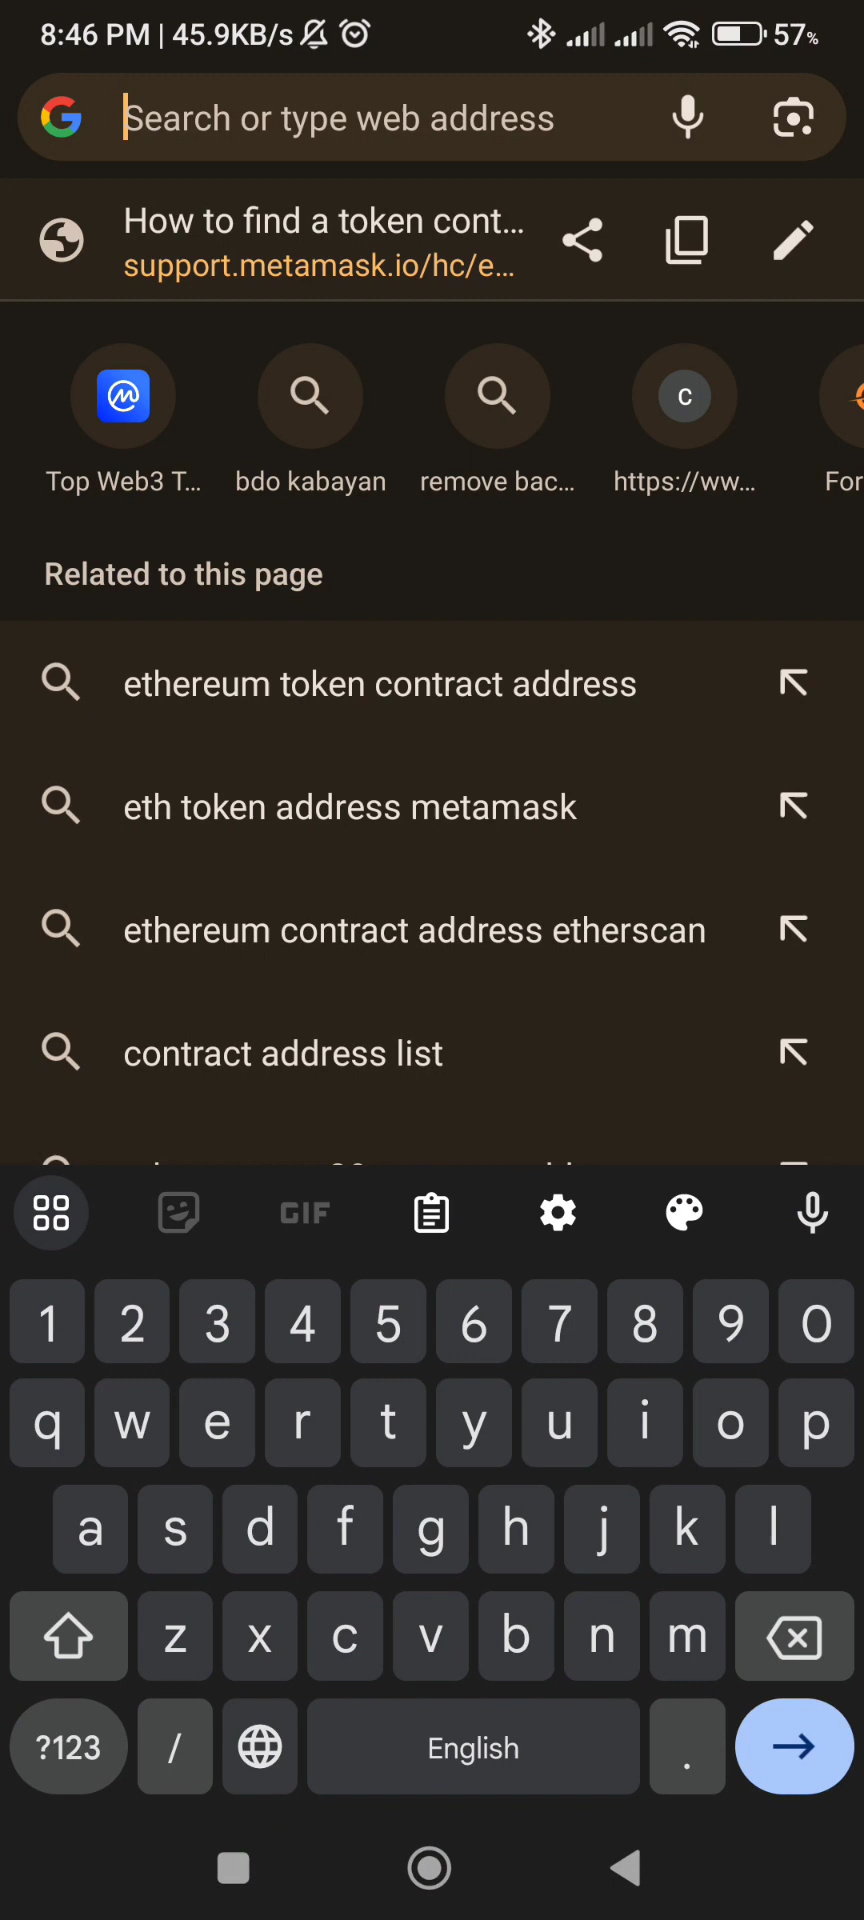 8:46 PM | 45.9KB/s 57%
Search or type web address
How to find a token cont...
support.metamask.io/hc/e...
Top Web3 T... bdo kabayan remove bac... https://ww... For
C
Related to this page
ethereum token contract address
eth token address metamask
ethereum contract address etherscan
contract address list
GIF
1 2 3 4 5 6 7 8 9 0
q w e r t y u i o p
a s d f g h j k l
z x c v b n m
?123 / English .